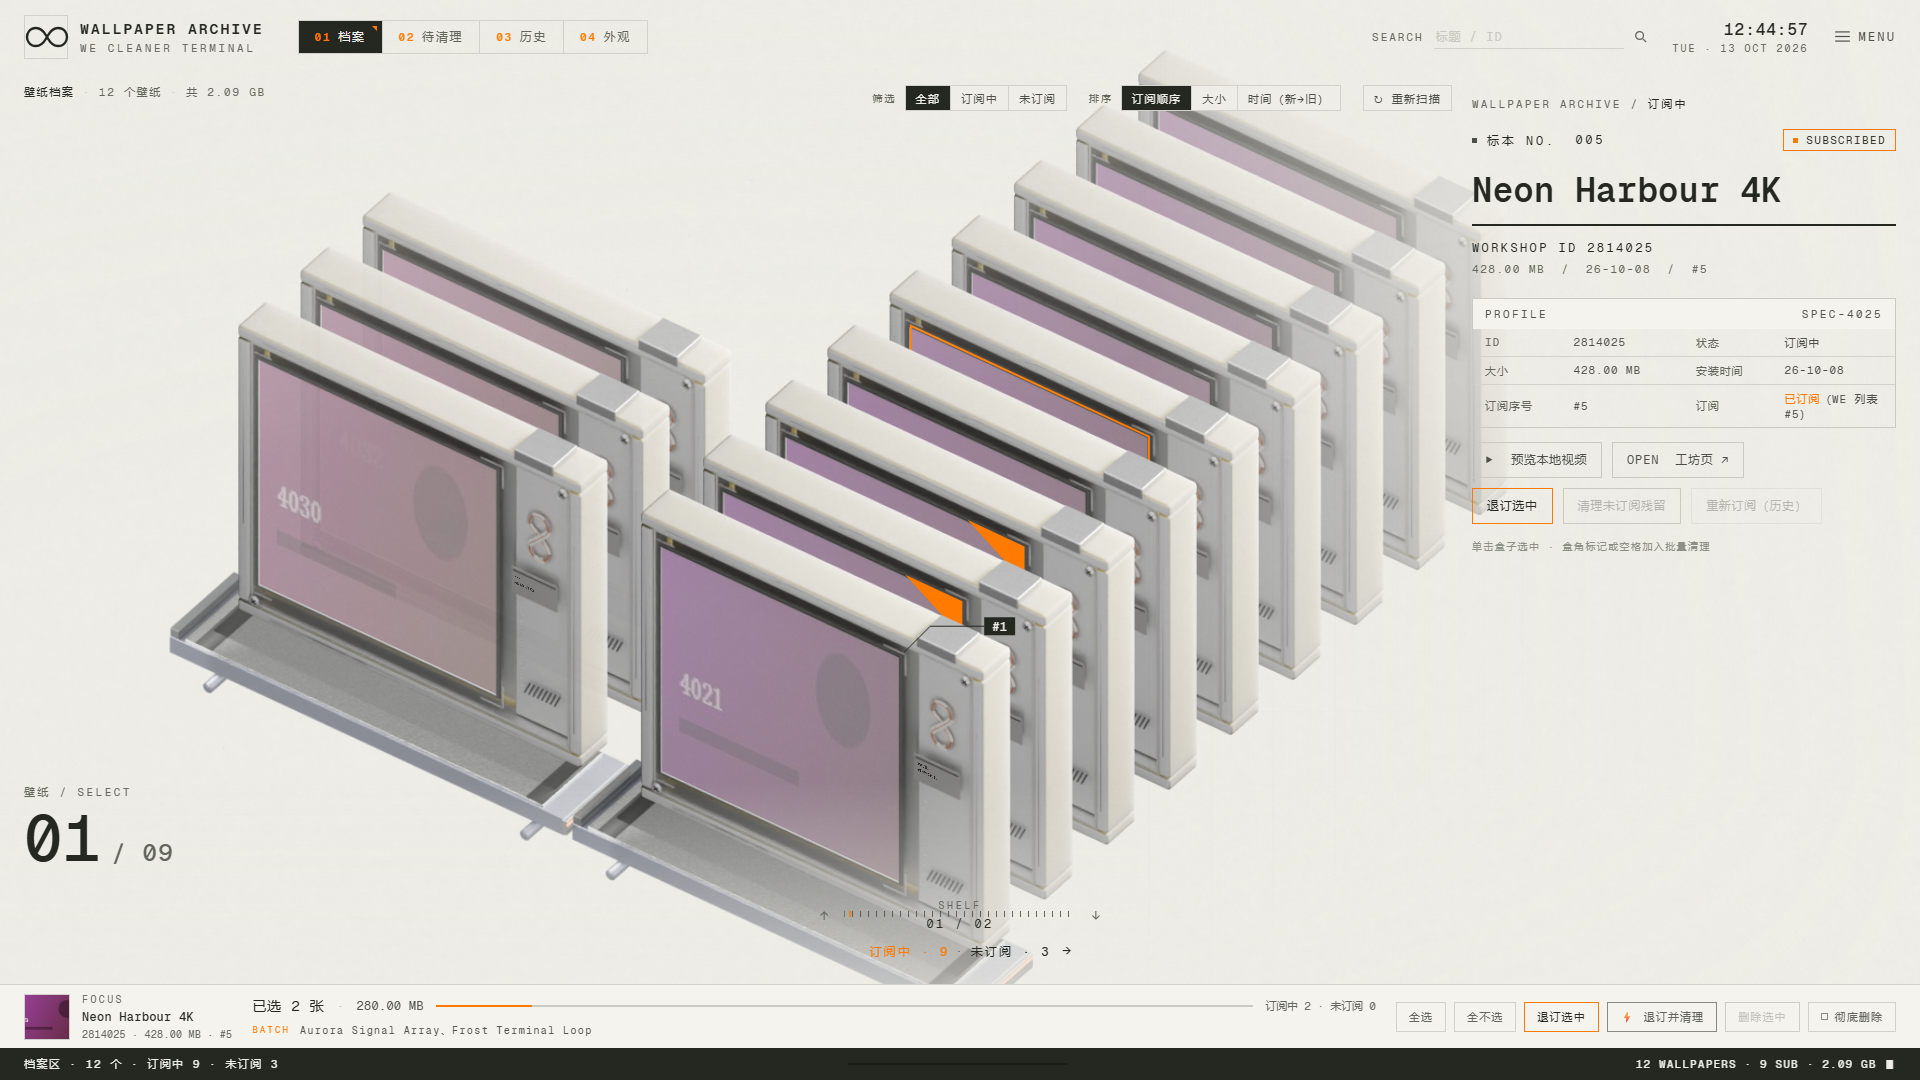 WALLPAPER ARCHIVE
WE CLEANER TERMINAL
01 档案
02 待清理
03 历史
04 外观
SEARCH 标题 / ID
12:44:57
TUE · 13 OCT 2026
MENU
壁纸档案 · 12 个壁纸 · 共 2.09 GB
筛选 全部 订阅中 未订阅
排序 订阅顺序 大小 时间 (新→旧)
↻ 重新扫描
WALLPAPER ARCHIVE / 订阅中
标本 NO. 005
SUBSCRIBED
Neon Harbour 4K
WORKSHOP ID 2814025
428.00 MB / 26-10-08 / #5
PROFILE SPEC-4025
ID 2814025 状态 订阅中
大小 428.00 MB 安装时间 26-10-08
订阅序号 #5 订阅 已订阅 (WE 列表 #5)
▶ 预览本地视频
OPEN 工坊页 ↗
退订选中
清理未订阅残留
重新订阅 (历史)
单击盒子选中 · 盒角标记或空格加入批量清理
4030
4021
#1
壁纸 / SELECT
01 / 09
SHELF
01 / 02
↑ ↓
订阅中 · 9 · 未订阅 · 3 →
FOCUS
Neon Harbour 4K
2814025 · 428.00 MB · #5
已选 2 张 · 280.00 MB
订阅中 2 · 未订阅 0
BATCH Aurora Signal Array、Frost Terminal Loop
全选
全不选
退订选中
退订并清理
删除选中
彻底删除
档案区 · 12 个 · 订阅中 9 · 未订阅 3
12 WALLPAPERS · 9 SUB · 2.09 GB